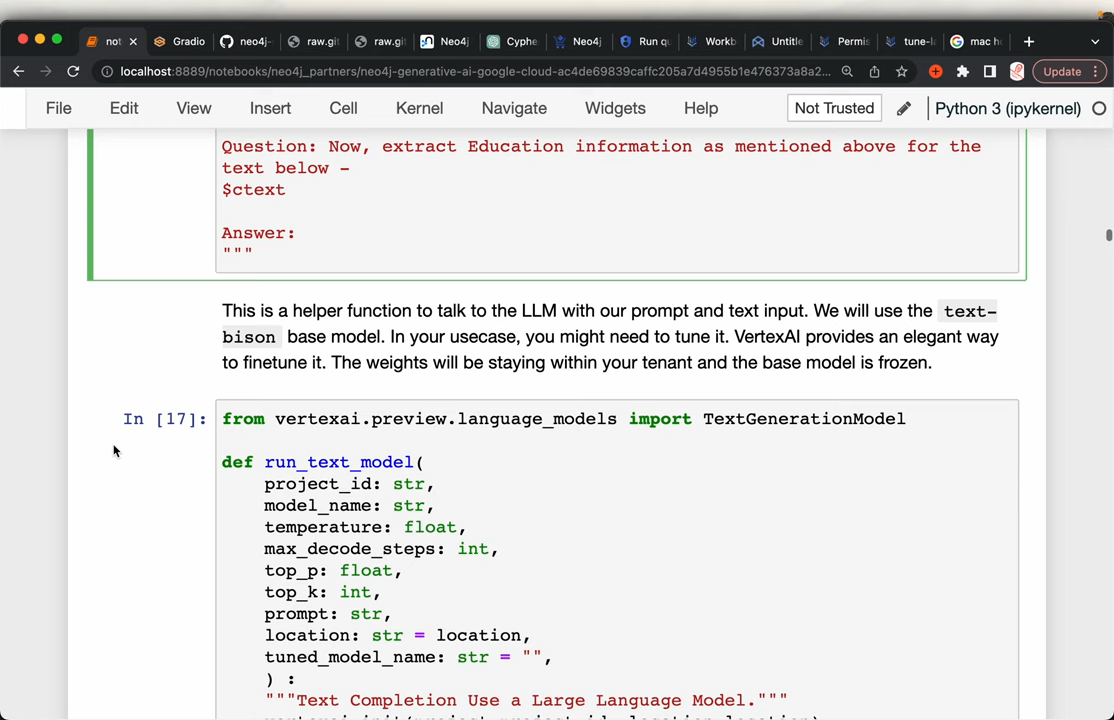 not
Gradio
neo4j-
raw.git
raw.git
Neo4j
Cyphe
Neo4j
Run qu
Workb
Untitle
Permis
tune-l
mac h
localhost:8889/notebooks/neo4j_partners/neo4j-generative-ai-google-cloud-ac4de69839caffc205a7d4955b1e476373a8a2...
Update
File Edit View Insert Cell Kernel Navigate Widgets Help
Not Trusted
Python 3 (ipykernel)
Question: Now, extract Education information as mentioned above for the
text below -
$ctext
Answer:
"""
This is a helper function to talk to the LLM with our prompt and text input. We will use the text-
bison base model. In your usecase, you might need to tune it. VertexAI provides an elegant way
to finetune it. The weights will be staying within your tenant and the base model is frozen.
In [17]:
from vertexai.preview.language_models import TextGenerationModel
def run_text_model(
project_id: str,
model_name: str,
temperature: float,
max_decode_steps: int,
top_p: float,
top_k: int,
prompt: str,
location: str = location,
tuned_model_name: str = "",
) :
"""Text Completion Use a Large Language Model."""